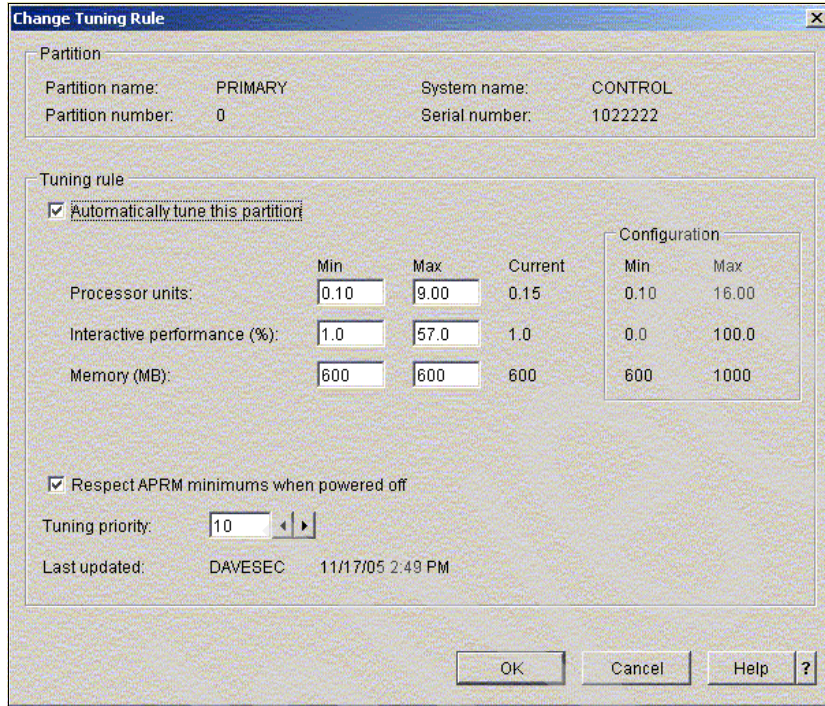 Change Tuning Rule
Partition
Partition name: PRIMARY System name: CONTROL
Partition number: 0 Serial number: 1022222
Tuning rule
Automatically tune this partition
Configuration
Min Max Current Min Max
Processor units: 0.10 9.00 0.15 0.10 16.00
Interactive performance (%): 1.0 57.0 1.0 0.0 100.0
Memory (MB): 600 600 600 600 1000
Respect APRM minimums when powered off
Tuning priority: 10
Last updated: DAVESEC 11/17/05 2:49 PM
OK Cancel Help ?